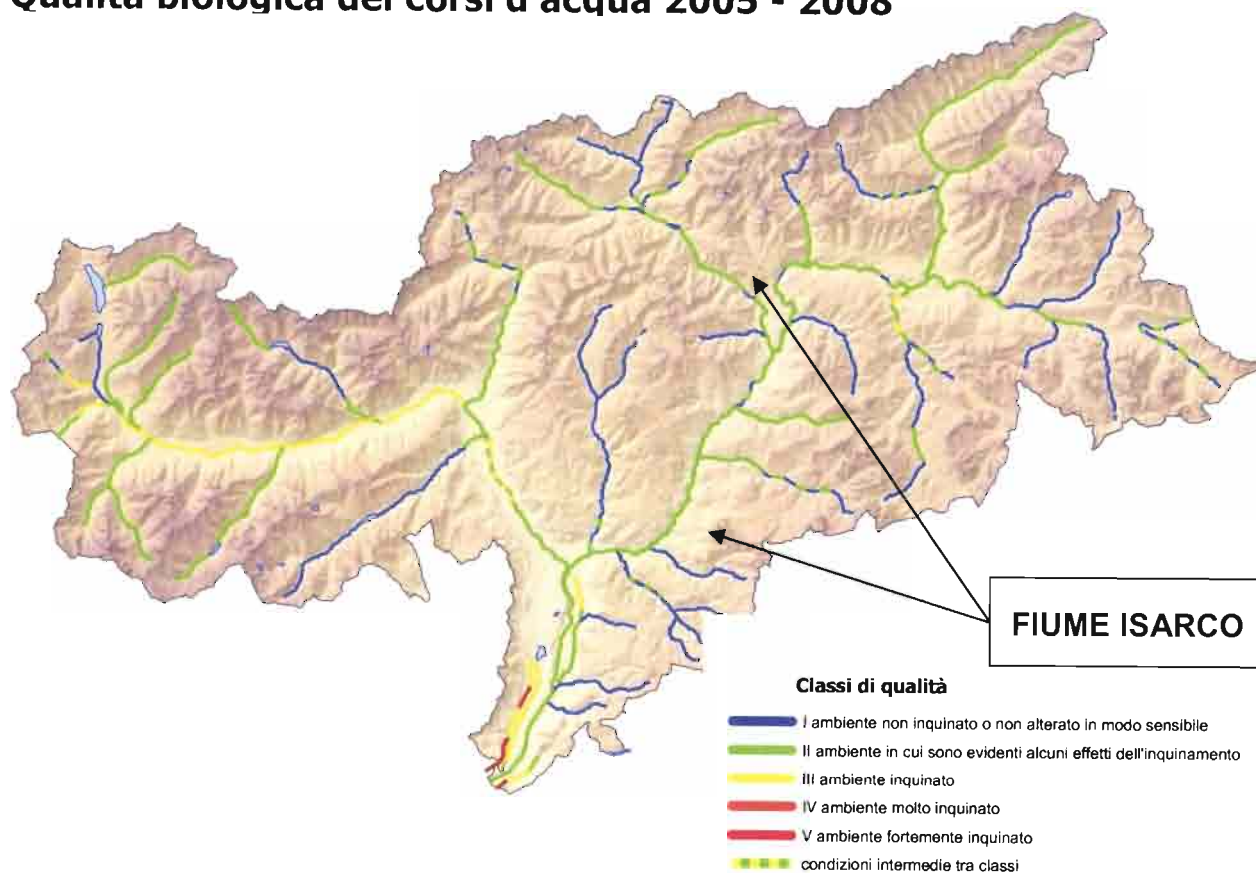 Qualità biologica dei corsi d'acqua 2005 - 2008
FIUME ISARCO
Classi di qualità
I ambiente non inquinato o non alterato in modo sensibile
II ambiente in cui sono evidenti alcuni effetti dell'inquinamento
III ambiente inquinato
IV ambiente molto inquinato
V ambiente fortemente inquinato
condizioni intermedie tra classi